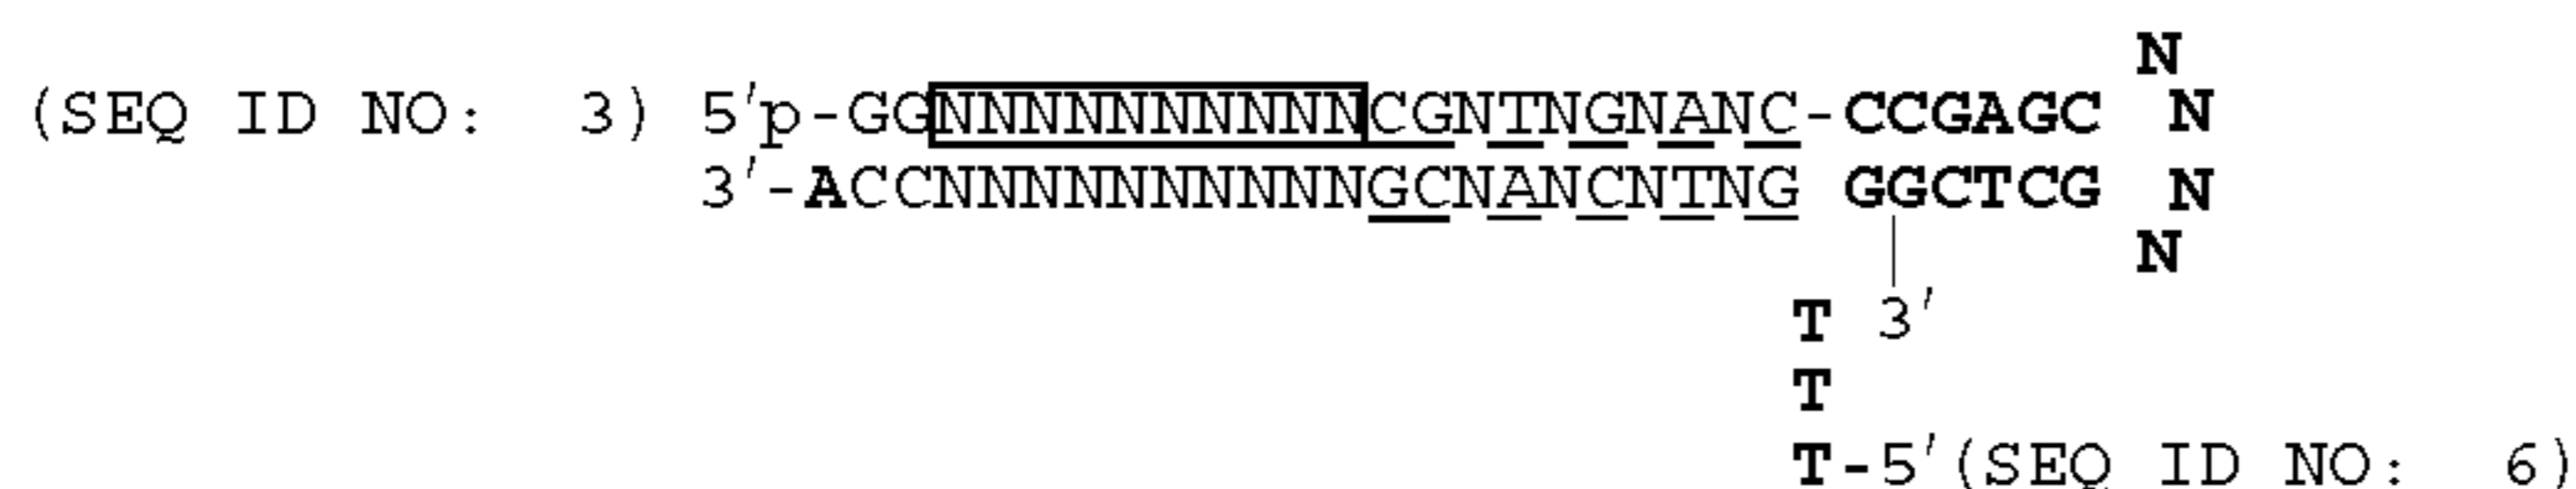 N
(SEQ ID NO: 3) 5'p-GGNNNNNNNNNNCGNTNGNANC-CCGAGC N
3'-ACCNNNNNNNNNNGCNANCNTNG GGCTCG N
N
T 3'
T
T-5'(SEQ ID NO: 6)